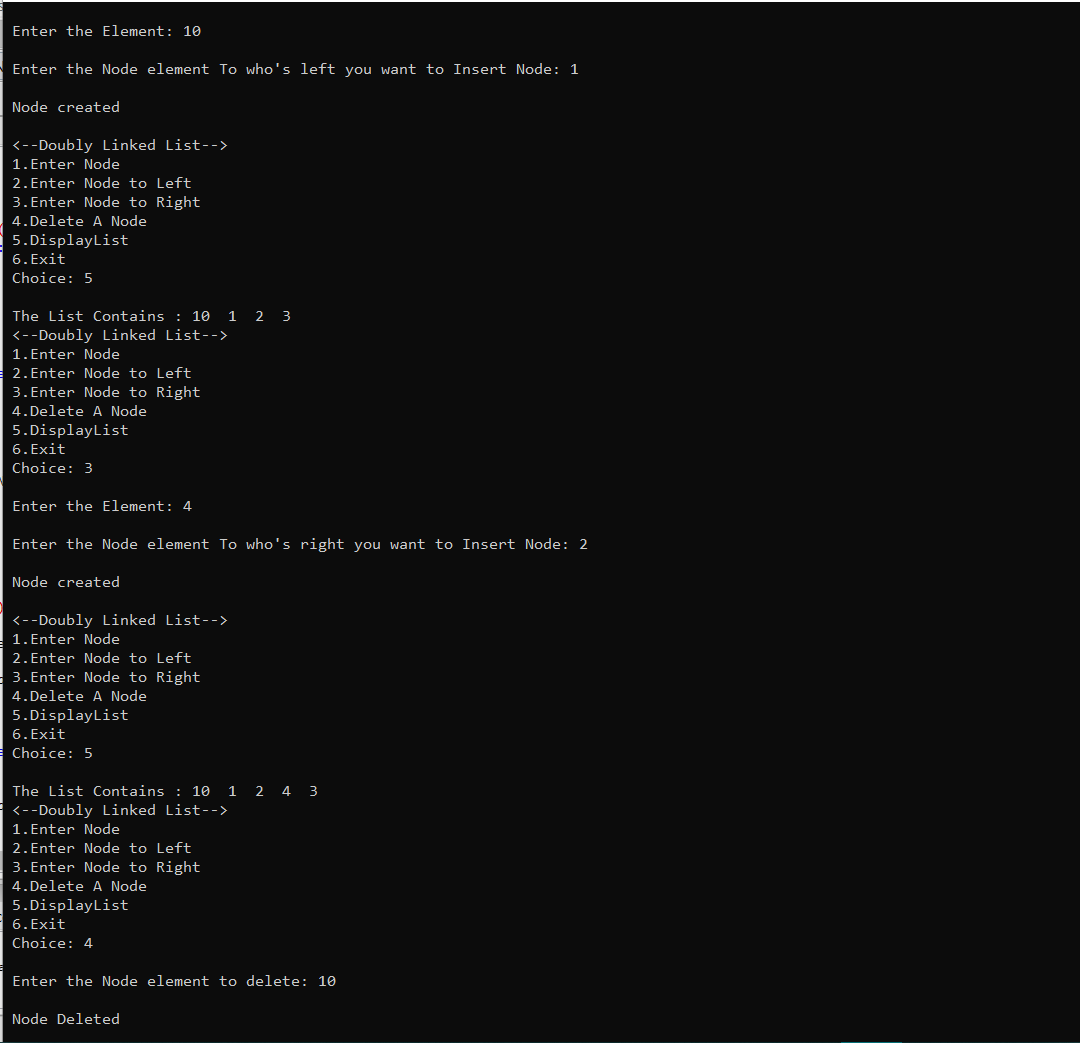 Enter the Element: 10
Enter the Node element To who's left you want to Insert Node: 1
Node created
<--Doubly Linked List-->
1.Enter Node
2.Enter Node to Left
3.Enter Node to Right
4.Delete A Node
5.DisplayList
6.Exit
Choice: 5
The List Contains : 10  1  2  3
<--Doubly Linked List-->
1.Enter Node
2.Enter Node to Left
3.Enter Node to Right
4.Delete A Node
5.DisplayList
6.Exit
Choice: 3
Enter the Element: 4
Enter the Node element To who's right you want to Insert Node: 2
Node created
<--Doubly Linked List-->
1.Enter Node
2.Enter Node to Left
3.Enter Node to Right
4.Delete A Node
5.DisplayList
6.Exit
Choice: 5
The List Contains : 10  1  2  4  3
<--Doubly Linked List-->
1.Enter Node
2.Enter Node to Left
3.Enter Node to Right
4.Delete A Node
5.DisplayList
6.Exit
Choice: 4
Enter the Node element to delete: 10
Node Deleted